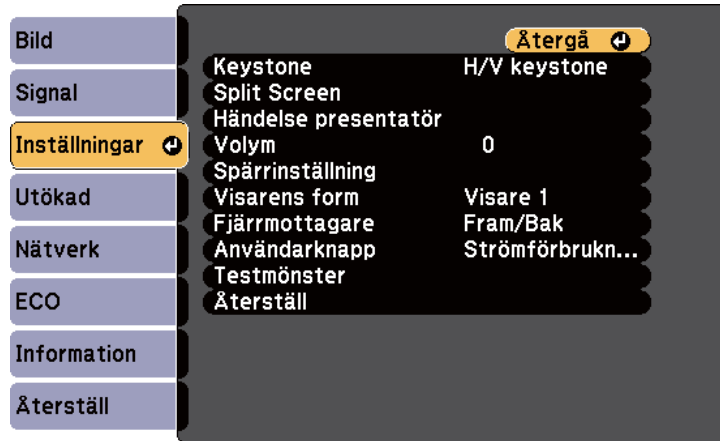 Bild
Signal
Inställningar
Utökad
Nätverk
ECO
Information
Återställ
Återgå
Keystone H/V keystone
Split Screen
Händelse presentatör
Volym 0
Spärrinställning
Visarens form Visare 1
Fjärrmottagare Fram/Bak
Användarknapp Strömförbrukn...
Testmönster
Återställ